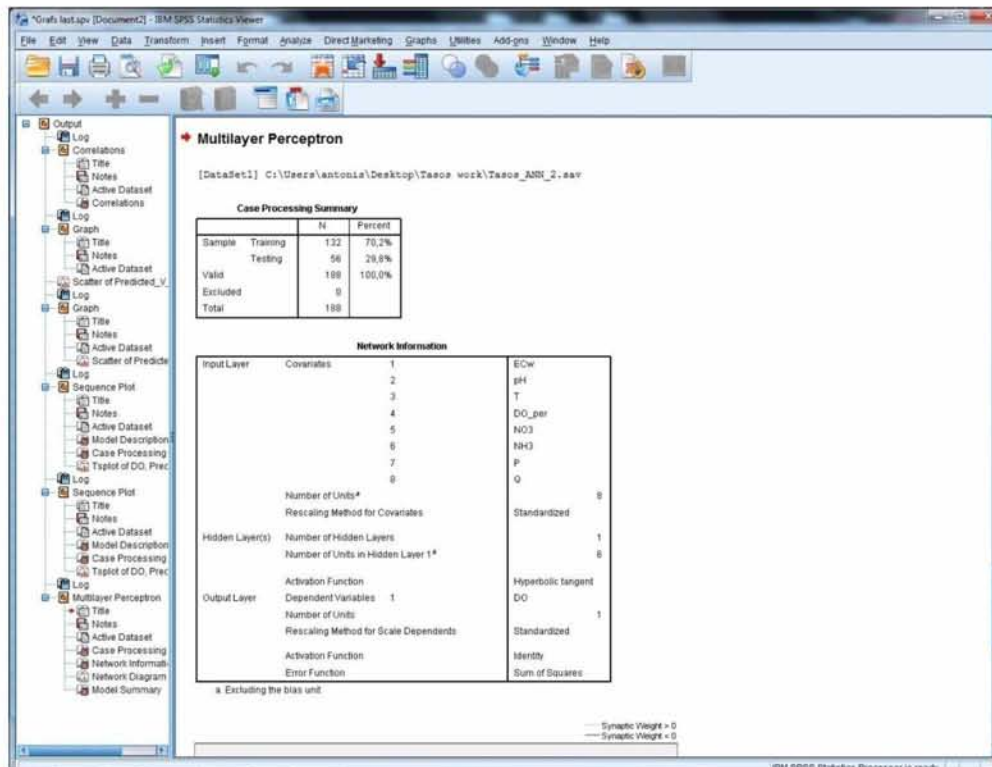 *Grafs last.spv [Document2] - IBM SPSS Statistics Viewer
File Edit View Data Transform Insert Format Analyze Direct Marketing Graphs Utilities Add-ons Window Help
Output
Log
Correlations
Title
Notes
Active Dataset
Correlations
Log
Graph
Title
Notes
Active Dataset
Scatter of Predicted_V_
Log
Graph
Title
Notes
Active Dataset
Scatter of Predicte
Log
Sequence Plot
Title
Notes
Active Dataset
Model Description
Case Processing
Tsplot of DO, Prec
Log
Sequence Plot
Title
Notes
Active Dataset
Model Description
Case Processing
Tsplot of DO, Prec
Log
Multilayer Perceptron
Title
Notes
Active Dataset
Case Processing
Network Informati
Network Diagram
Model Summary
Multilayer Perceptron
[DataSet1] C:\Users\antonis\Desktop\Tasos work\Tasos_ANN_2.sav
Case Processing Summary
N Percent
Sample Training 132 70,2%
Testing 56 29,8%
Valid 188 100,0%
Excluded 0
Total 188
Network Information
Input Layer Covariates 1 ECw
2 pH
3 T
4 DO_per
5 NO3
6 NH3
7 P
8 Q
Number of Units a 8
Rescaling Method for Covariates Standardized
Hidden Layer(s) Number of Hidden Layers 1
Number of Units in Hidden Layer 1 a 6
Activation Function Hyperbolic tangent
Output Layer Dependent Variables 1 DO
Number of Units 1
Rescaling Method for Scale Dependents Standardized
Activation Function Identity
Error Function Sum of Squares
a. Excluding the bias unit
Synaptic Weight > 0
Synaptic Weight < 0
IBM SPSS Statistics Processor is ready